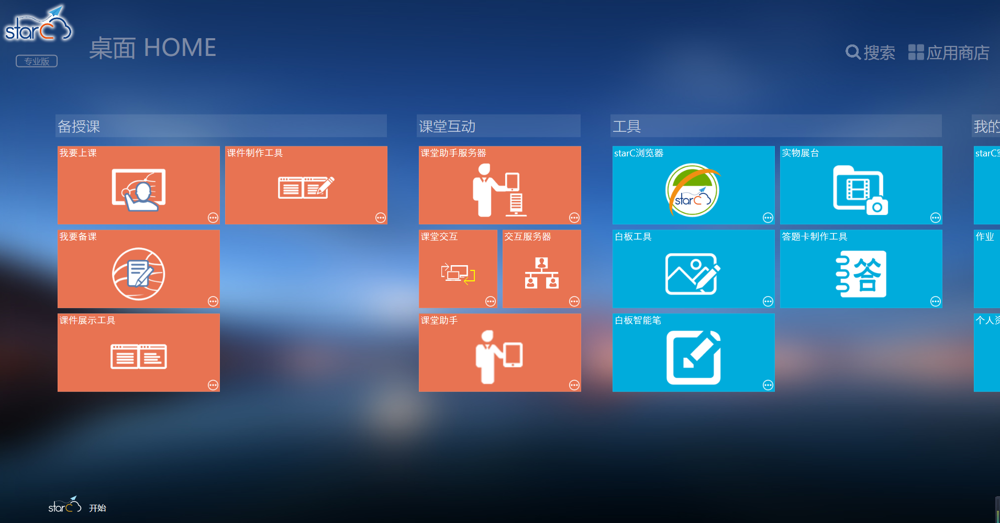 starC
专业版
桌面 HOME
搜索
应用商店
备授课
课堂互动
工具
我的
我要上课
课件制作工具
课堂助手服务器
starC浏览器
starC
实物展台
starC
我要备课
课堂交互
交互服务器
白板工具
答题卡制作工具
答
作业
课件展示工具
课堂助手
白板智能笔
个人
starC
开始